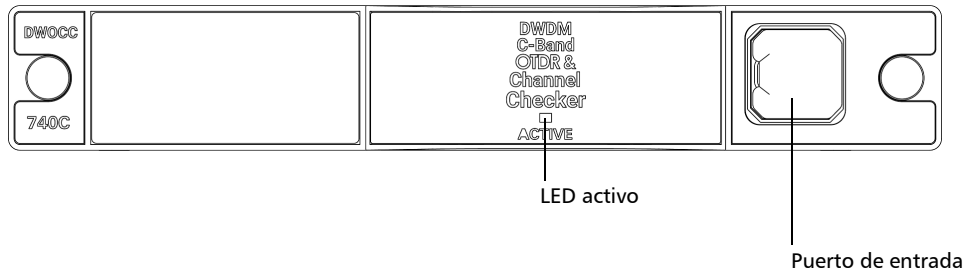 DWOCC
740C
DWDM
C-Band
OTDR &
Channel
Checker
ACTIVE
LED activo
Puerto de entrada